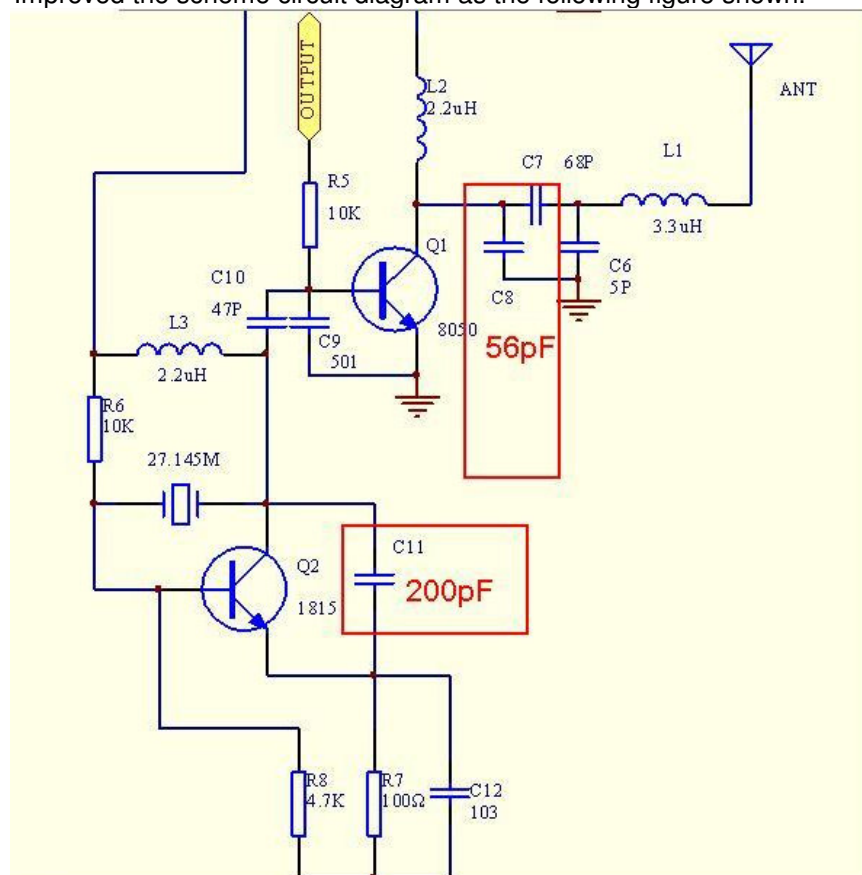 improved the scheme circuit diagram as the following figure shown:
OUTPUT
L2
2.2uH
ANT
C7 68P
L1
3.3uH
R5
10K
Q1
C10
47P
C8
C6
5P
L3
2.2uH
C9
501
8050
56pF
R6
10K
27.145M
C11
200pF
Q2
1815
R8
4.7K
R7
100Ω
C12
103